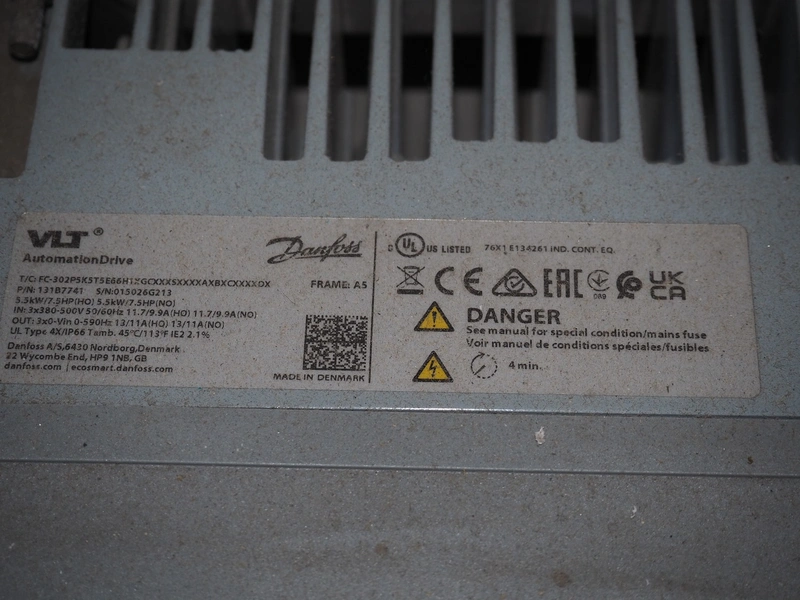 VLT®
AutomationDrive
Danfoss
T/C: FC-302P5K5T5E66H1XGCXXXSXXXXAXBXCXXXXDX
P/N: 131B7741 S/N:015026G213
FRAME: A5
5.5kW/7.5HP(HO) 5.5kW/7.5HP(NO)
IN: 3x380-500V 50/60Hz 11.7/9.9A(HO) 11.7/9.9A(NO)
OUT: 3x0-Vin 0-590Hz 13/11A(HO) 13/11A(NO)
UL Type 4X/IP66 Tamb. 45°C/113°F IE2 2.1%
Danfoss A/S,6430 Nordborg,Denmark
22 Wycombe End, HP9 1NB, GB
danfoss.com | ecosmart.danfoss.com
MADE IN DENMARK
C UL US LISTED 76X1 E134261 IND. CONT. EQ.
CE EAC 089 UK CA
DANGER
See manual for special condition/mains fuse
Voir manuel de conditions spéciales/fusibles
4 min.